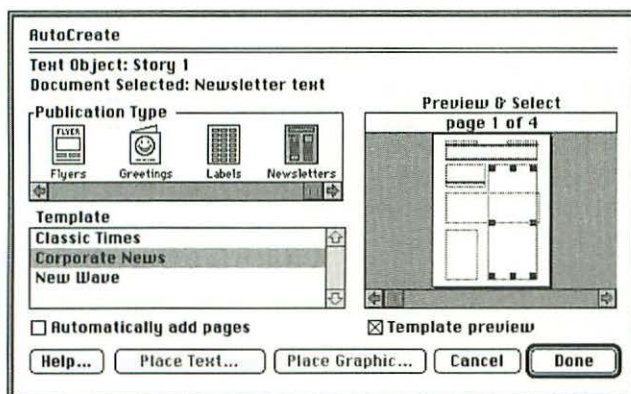 AutoCreate
Text Object: Story 1
Document Selected: Newsletter text
Publication Type
FLYER
Flyers Greetings Labels Newsletters
Template
Classic Times
Corporate News
New Wave
Automatically add pages
Preview & Select
page 1 of 4
Template preview
Help... Place Text... Place Graphic... Cancel Done